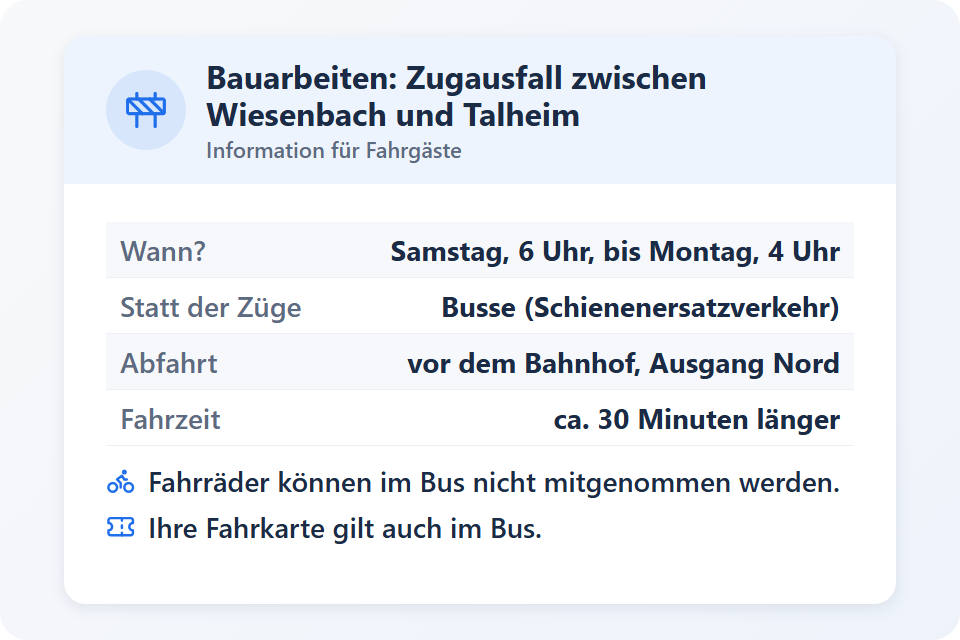 Bauarbeiten: Zugausfall zwischen
Wiesenbach und Talheim
Information für Fahrgäste
Wann? Samstag, 6 Uhr, bis Montag, 4 Uhr
Statt der Züge Busse (Schienenersatzverkehr)
Abfahrt vor dem Bahnhof, Ausgang Nord
Fahrzeit ca. 30 Minuten länger
Fahrräder können im Bus nicht mitgenommen werden.
Ihre Fahrkarte gilt auch im Bus.